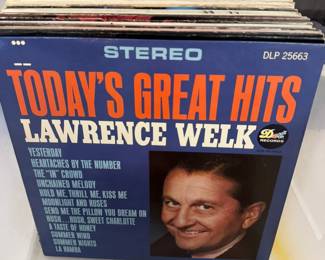 STEREO
DLP 25663
TODAY'S GREAT HITS
LAWRENCE WELK
Dot
RECORDS
YESTERDAY
HEARTACHES BY THE NUMBER
THE "IN" CROWD
UNCHAINED MELODY
HOLD ME, THRILL ME, KISS ME
MOONLIGHT AND ROSES
SEND ME THE PILLOW YOU DREAM ON
HUSH...HUSH, SWEET CHARLOTTE
A TASTE OF HONEY
SUMMER WIND
SUMMER NIGHTS
LA BAMBA